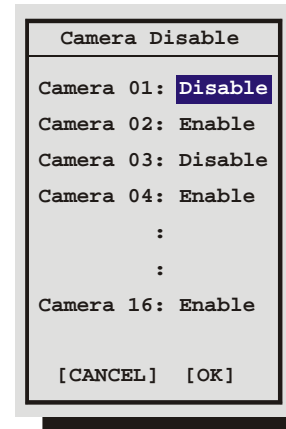 Camera Disable
Camera 01: Disable
Camera 02: Enable
Camera 03: Disable
Camera 04: Enable
:
:
Camera 16: Enable
[CANCEL] [OK]